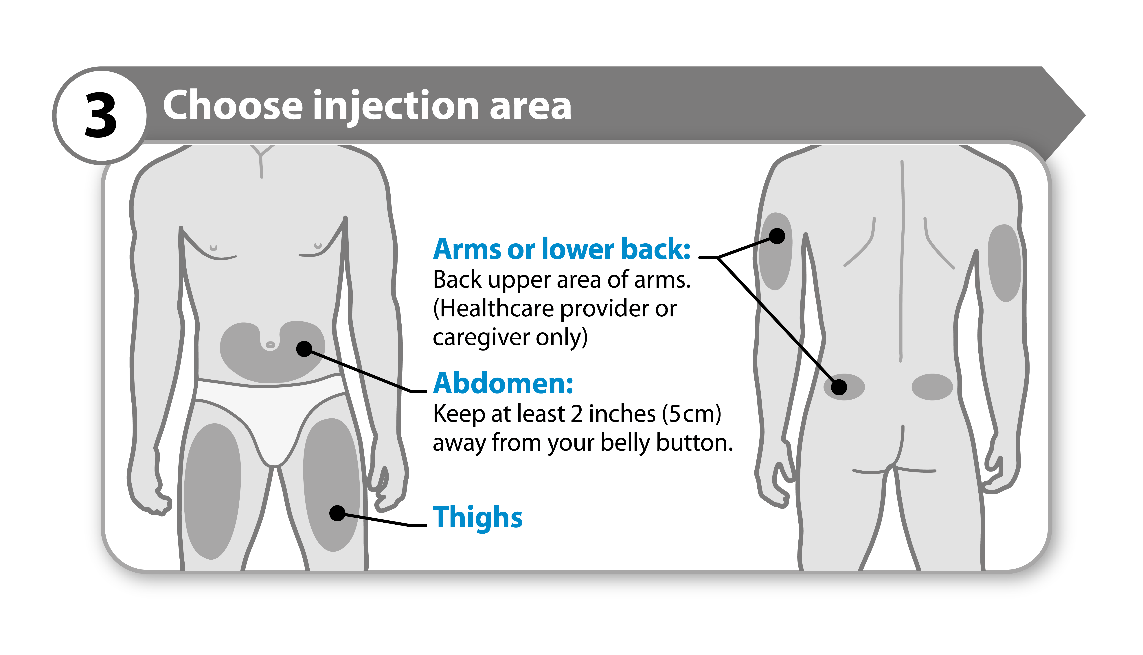 3
Choose injection area
Arms or lower back:
Back upper area of arms.
(Healthcare provider or
caregiver only)
Abdomen:
Keep at least 2 inches (5cm)
away from your belly button.
Thighs